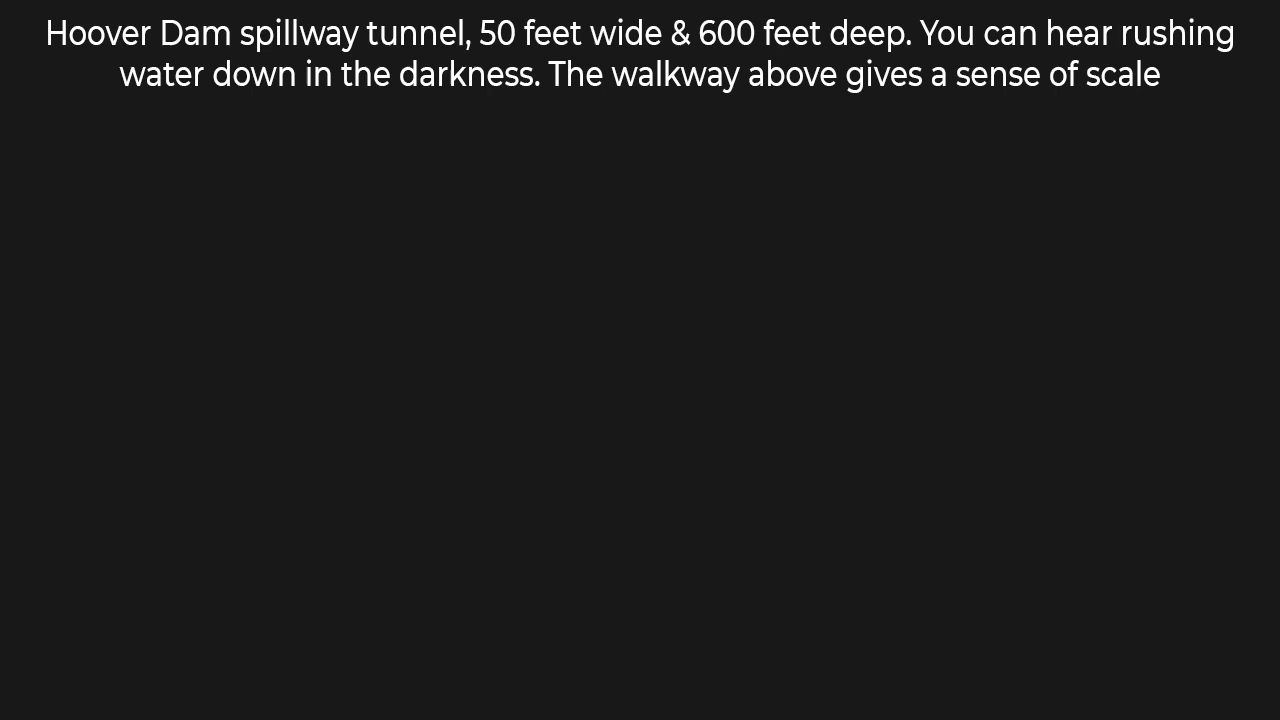 Hoover Dam spillway tunnel, 50 feet wide & 600 feet deep. You can hear rushing
water down in the darkness. The walkway above gives a sense of scale